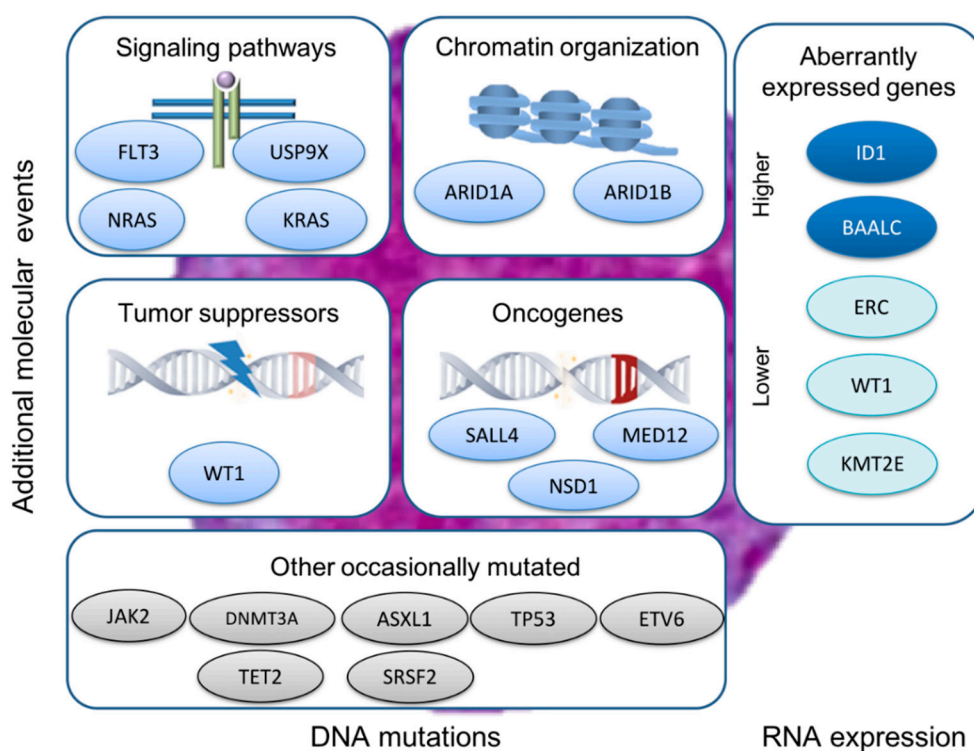 Additional molecular events
Signaling pathways
FLT3
USP9X
NRAS
KRAS
Chromatin organization
ARID1A
ARID1B
Tumor suppressors
WT1
Oncogenes
SALL4
MED12
NSD1
Other occasionally mutated
JAK2
DNMT3A
ASXL1
TP53
ETV6
TET2
SRSF2
DNA mutations
Aberrantly
expressed genes
Higher
ID1
BAALC
Lower
ERC
WT1
KMT2E
RNA expression